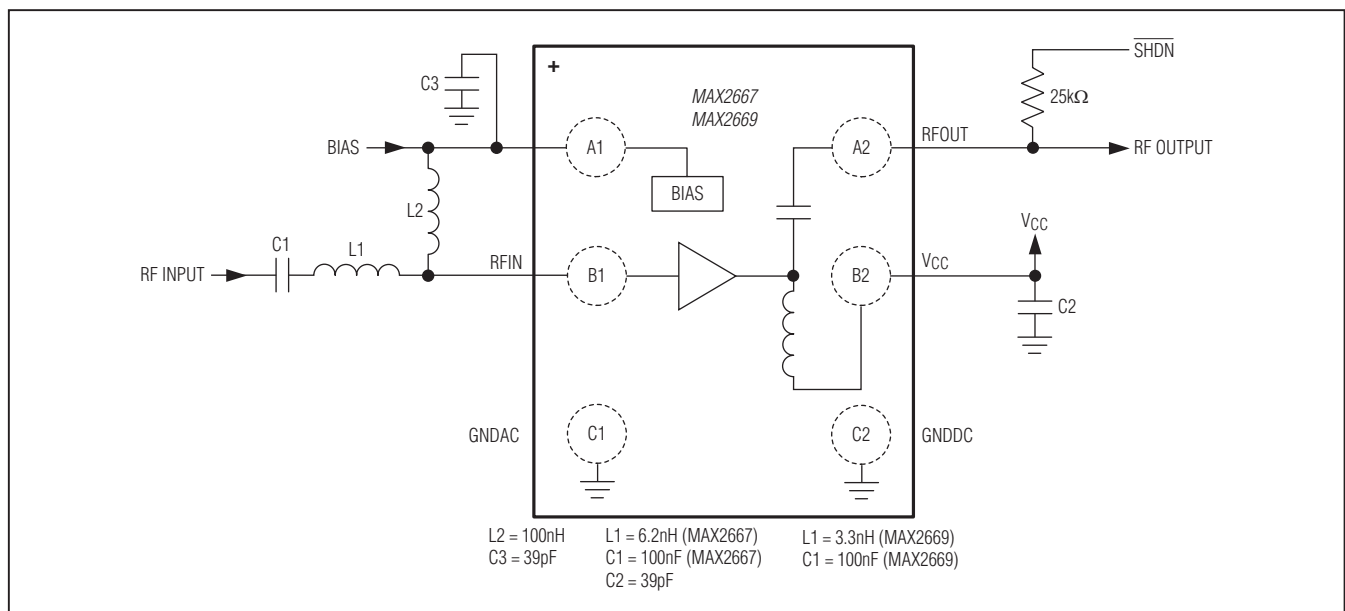 SHDN
C3
+
MAX2667
MAX2669
25kΩ
BIAS
A1
A2
RFOUT
RF OUTPUT
BIAS
L2
C1
L1
VCC
RF INPUT
RFIN
B1
B2
VCC
C2
GNDAC
C1
C2
GNDDC
L2 = 100nH
C3 = 39pF
L1 = 6.2nH (MAX2667)
C1 = 100nF (MAX2667)
C2 = 39pF
L1 = 3.3nH (MAX2669)
C1 = 100nF (MAX2669)